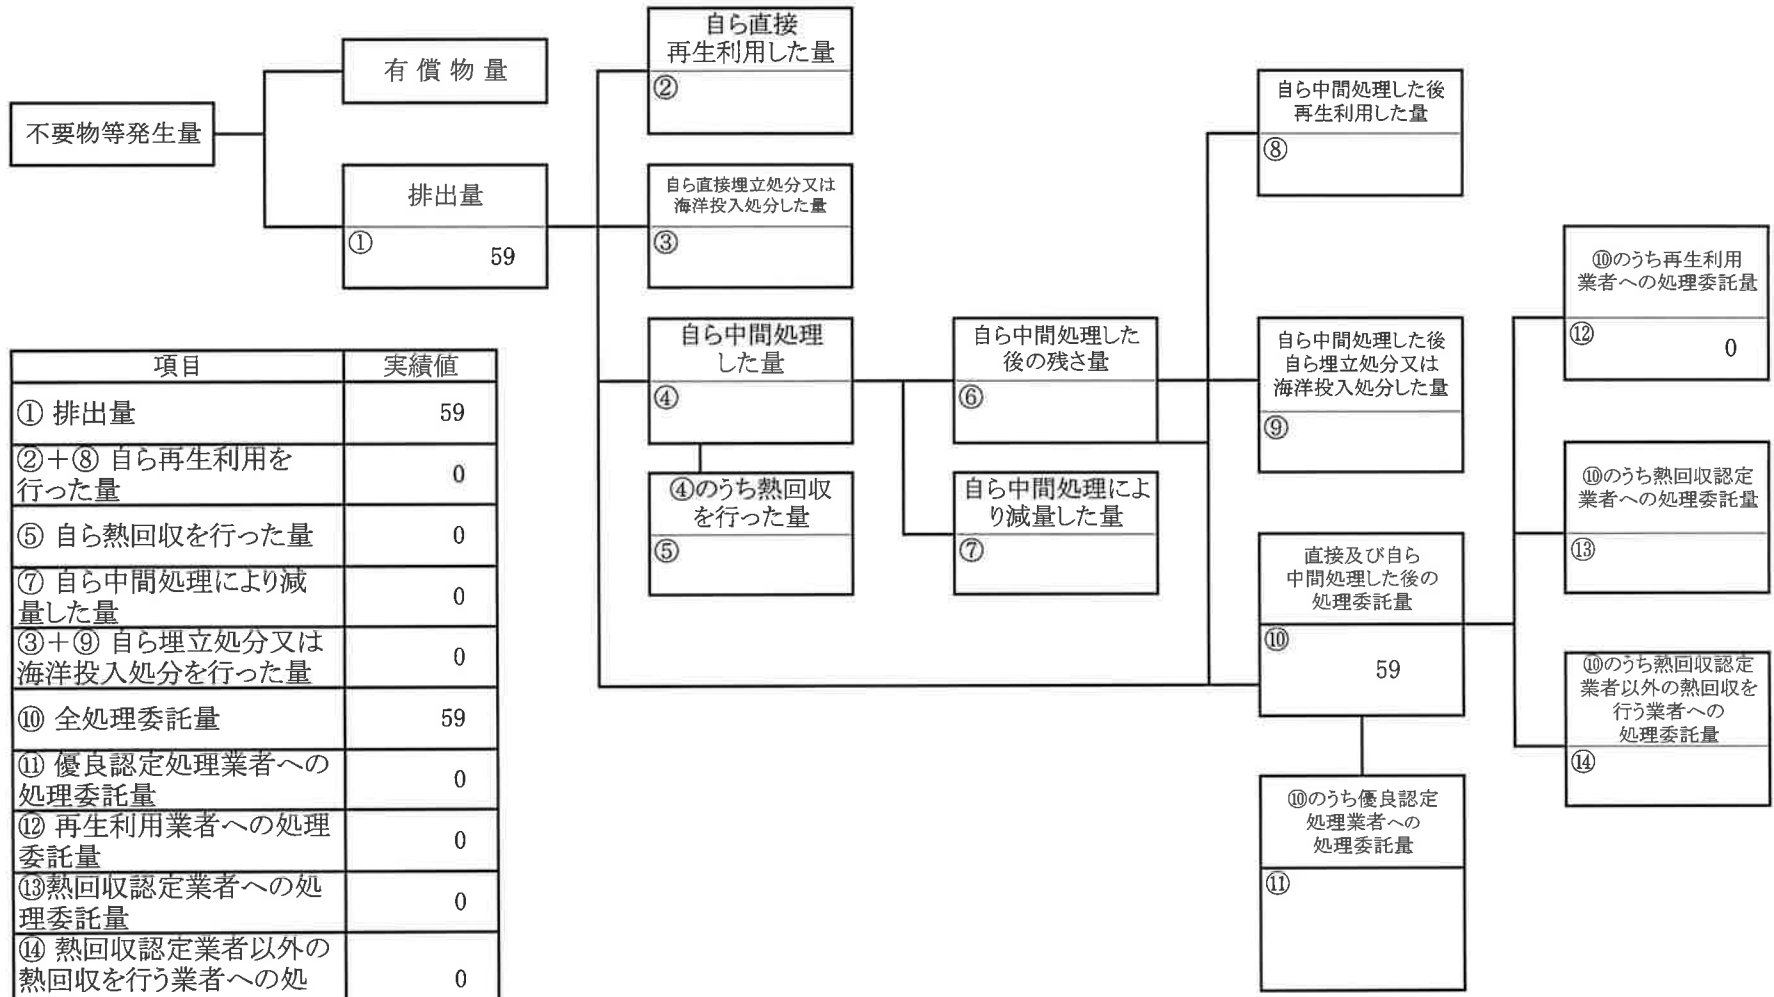 不要物等発生量
有償物量
排出量
①
59
自ら直接
再生利用した量
②
自ら直接埋立処分又は
海洋投入処分した量
③
自ら中間処理
した量
④
④のうち熱回収
を行った量
⑤
自ら中間処理した
後の残さ量
⑥
自ら中間処理によ
り減量した量
⑦
自ら中間処理した後
再生利用した量
⑧
自ら中間処理した後
自ら埋立処分又は
海洋投入処分した量
⑨
直接及び自ら
中間処理した後の
処理委託量
⑩
59
⑩のうち優良認定
処理業者への
処理委託量
⑪
⑩のうち再生利用
業者への処理委託量
⑫
0
⑩のうち熱回収認定
業者への処理委託量
⑬
⑩のうち熱回収認定
業者以外の熱回収を
行う業者への
処理委託量
⑭
項目 実績値
① 排出量 59
②+⑧ 自ら再生利用を
行った量 0
⑤ 自ら熱回収を行った量 0
⑦ 自ら中間処理により減
量した量 0
③+⑨ 自ら埋立処分又は
海洋投入処分を行った量 0
⑩ 全処理委託量 59
⑪ 優良認定処理業者への
処理委託量 0
⑫ 再生利用業者への処理
委託量 0
⑬熱回収認定業者への処
理委託量 0
⑭ 熱回収認定業者以外の
熱回収を行う業者への処 0